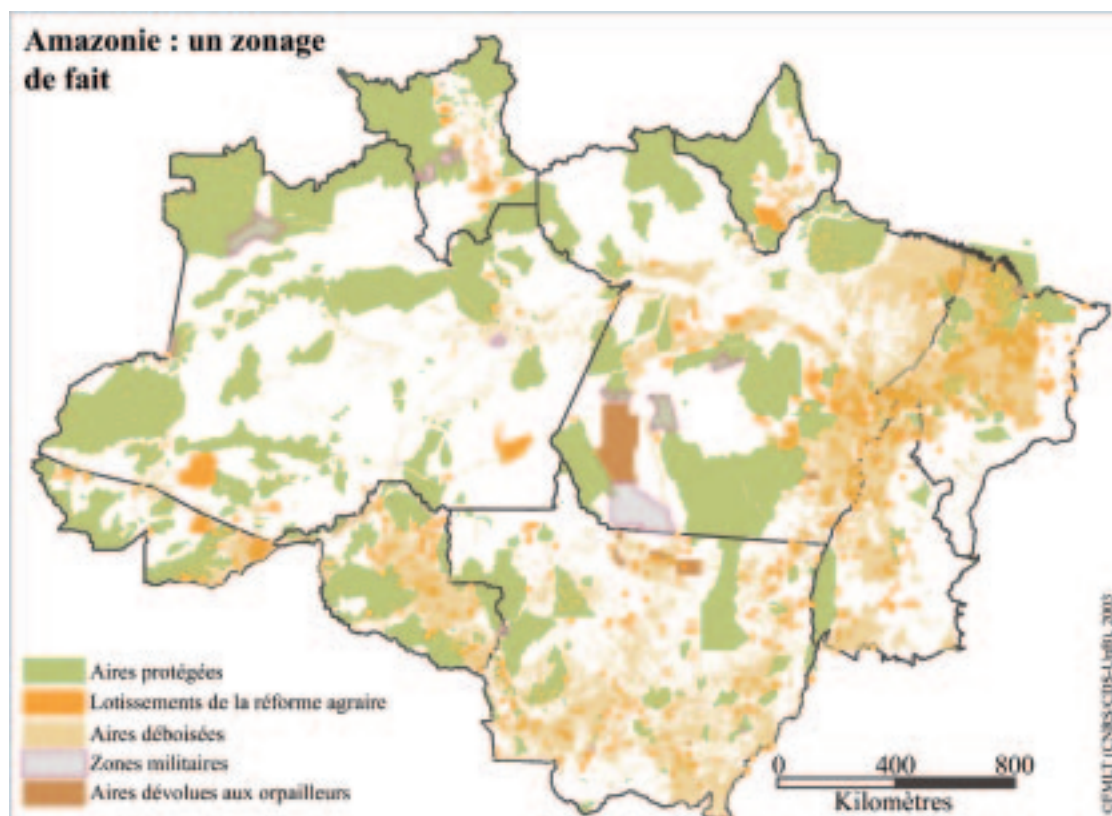 Amazonie : un zonage
de fait
Aires protégées
Lotissements de la réforme agraire
Aires déboisées
Zones militaires
Aires dévolues aux orpailleurs
0 400 800
Kilomètres
2003